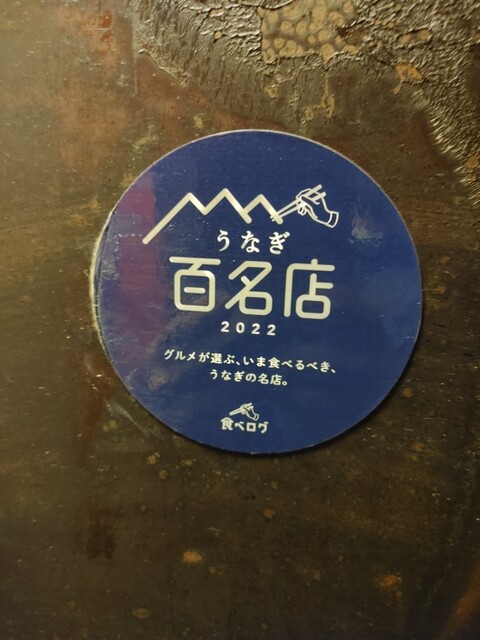 うなぎ
百名店
2022
グルメが選ぶ、いま食べるべき、
うなぎの名店。
食べログ